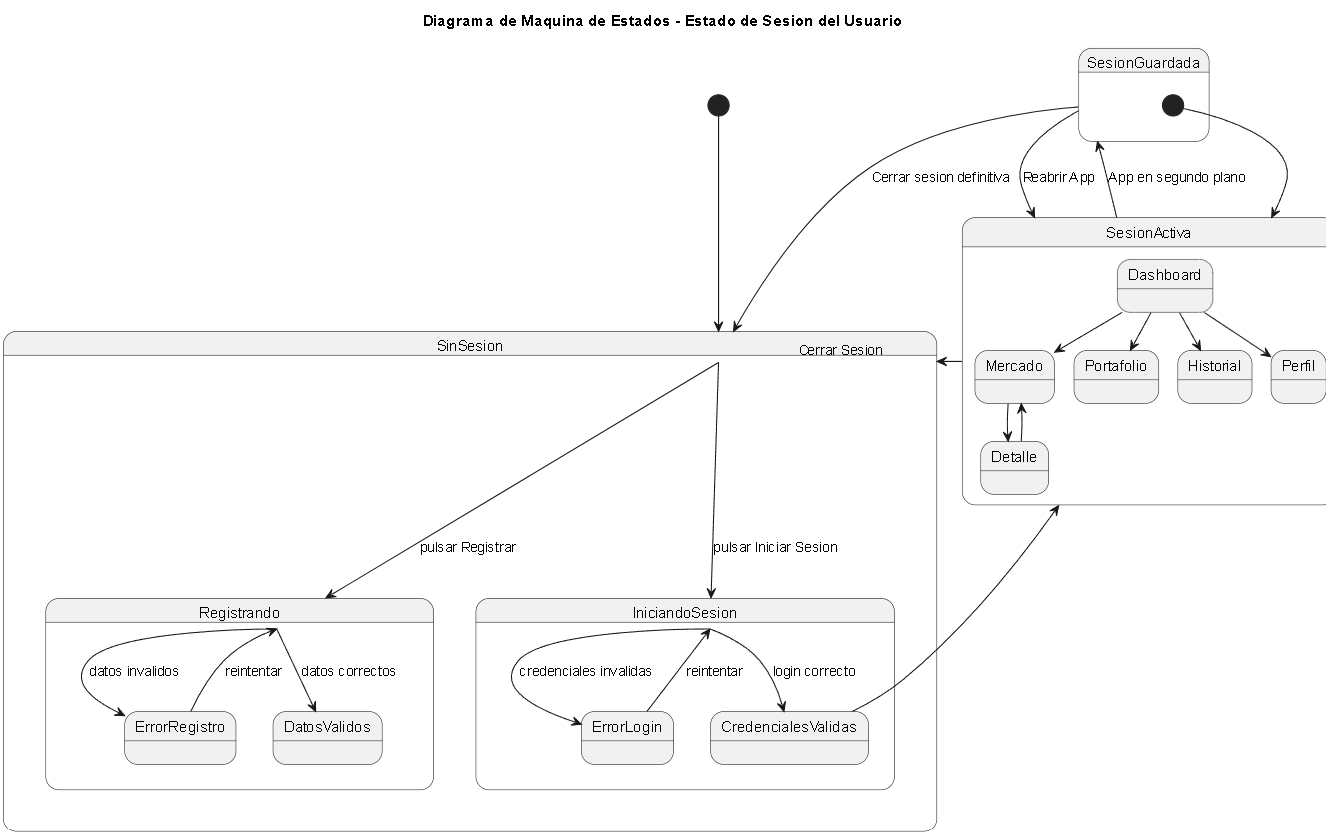 Diagrama de Maquina de Estados - Estado de Sesion del Usuario
SesionGuardada
Cerrar sesion definitiva
Reabrir App
App en segundo plano
SesionActiva
Dashboard
SinSesion
Cerrar Sesion
Mercado
Portafolio
Historial
Perfil
Detalle
pulsar Registrar
pulsar Iniciar Sesion
Registrando
IniciandoSesion
datos invalidos
reintentar
datos correctos
credenciales invalidas
reintentar
login correcto
ErrorRegistro
DatosValidos
ErrorLogin
CredencialesValidas